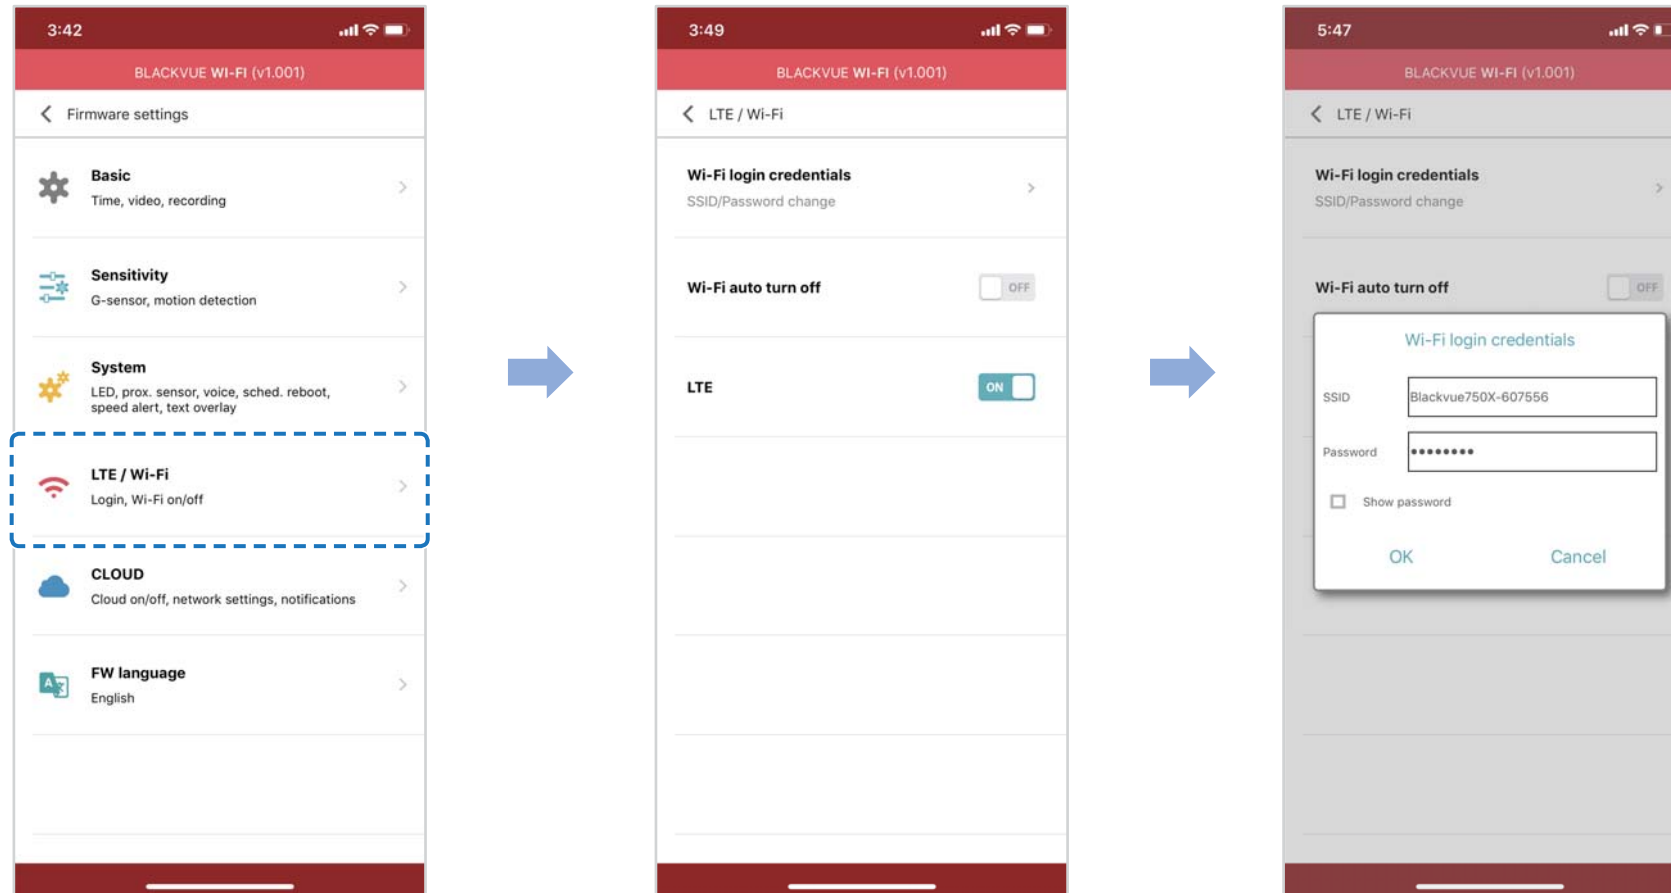 3:42
BLACKVUE WI-FI (v1.001)
Firmware settings
Basic
Time, video, recording
Sensitivity
G-sensor, motion detection
System
LED, prox. sensor, voice, sched. reboot,
speed alert, text overlay
LTE / Wi-Fi
Login, Wi-Fi on/off
CLOUD
Cloud on/off, network settings, notifications
A
FW language
English
3:49
BLACKVUE WI-FI (v1.001)
LTE / Wi-Fi
Wi-Fi login credentials
SSID/Password change
Wi-Fi auto turn off
OFF
LTE
ON
5:47
BLACKVUE WI-FI (v1.001)
LTE / Wi-Fi
Wi-Fi login credentials
SSID/Password change
Wi-Fi auto turn off
OFF
Wi-Fi login credentials
SSID
Blackvue750X-607556
Password
••••••••
Show password
OK Cancel